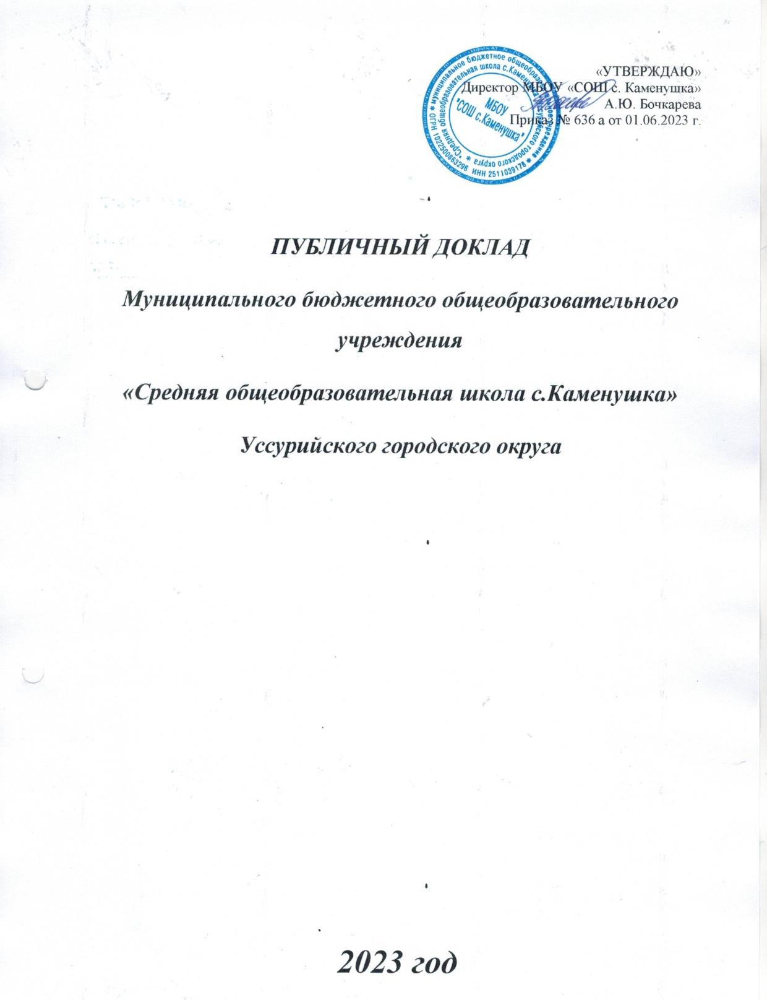 «УТВЕРЖДАЮ»
Директор МБОУ «СОШ с. Каменушка»
А.Ю. Бочкарева
Приказ № 636 а от 01.06.2023 г.
МБОУ
"СОШ с.Каменушка"
* муниципальное бюджетное общеобразовательное учреждение *
"Средняя общеобразовательная школа с.Каменушка" Уссурийского городского округа *
ОГРН 1022500863296 ИНН 2511039178
ПУБЛИЧНЫЙ ДОКЛАД
Муниципального бюджетного общеобразовательного
учреждения
«Средняя общеобразовательная школа с.Каменушка»
Уссурийского городского округа
2023 год